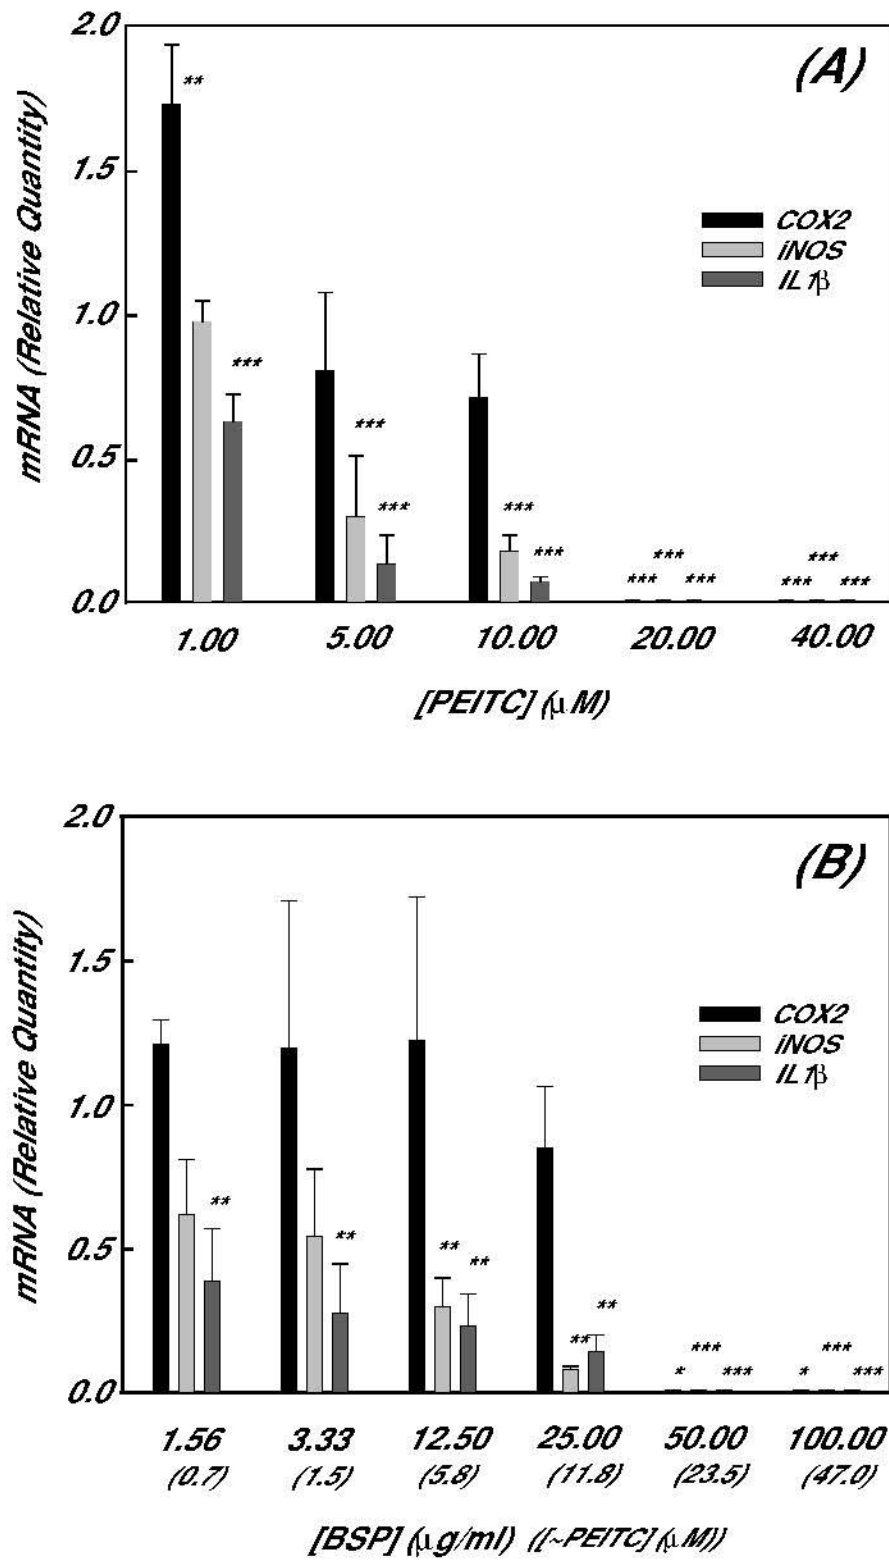 2.0
(A)
**
1.5
COX2
iNOS
IL1β
mRNA (Relative Quantity)
1.0
***
***
0.5
***
***
***
***
***
***
***
***
***
0.0
1.00 5.00 10.00 20.00 40.00
[PEITC] (µM)
2.0
(B)
1.5
COX2
iNOS
IL1β
mRNA (Relative Quantity)
1.0
**
0.5
**
**
**
**
**
***
***
* ***
* ***
0.0
1.56 3.33 12.50 25.00 50.00 100.00
(0.7) (1.5) (5.8) (11.8) (23.5) (47.0)
[BSP] (µg/ml) ([~PEITC] (µM))